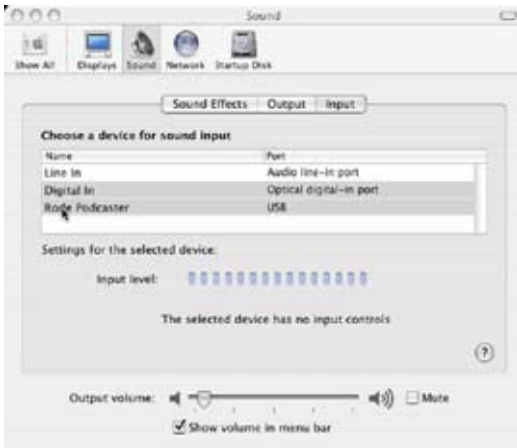 Sound
Show All Displays Sound Network Startup Disk
Sound Effects Output Input
Choose a device for sound input
Name Port
Line In Audio line-in port
Digital In Optical digital-in port
Rode Podcaster USB
Settings for the selected device:
Input level:
The selected device has no input controls
?
Output volume: Mute
Show volume in menu bar